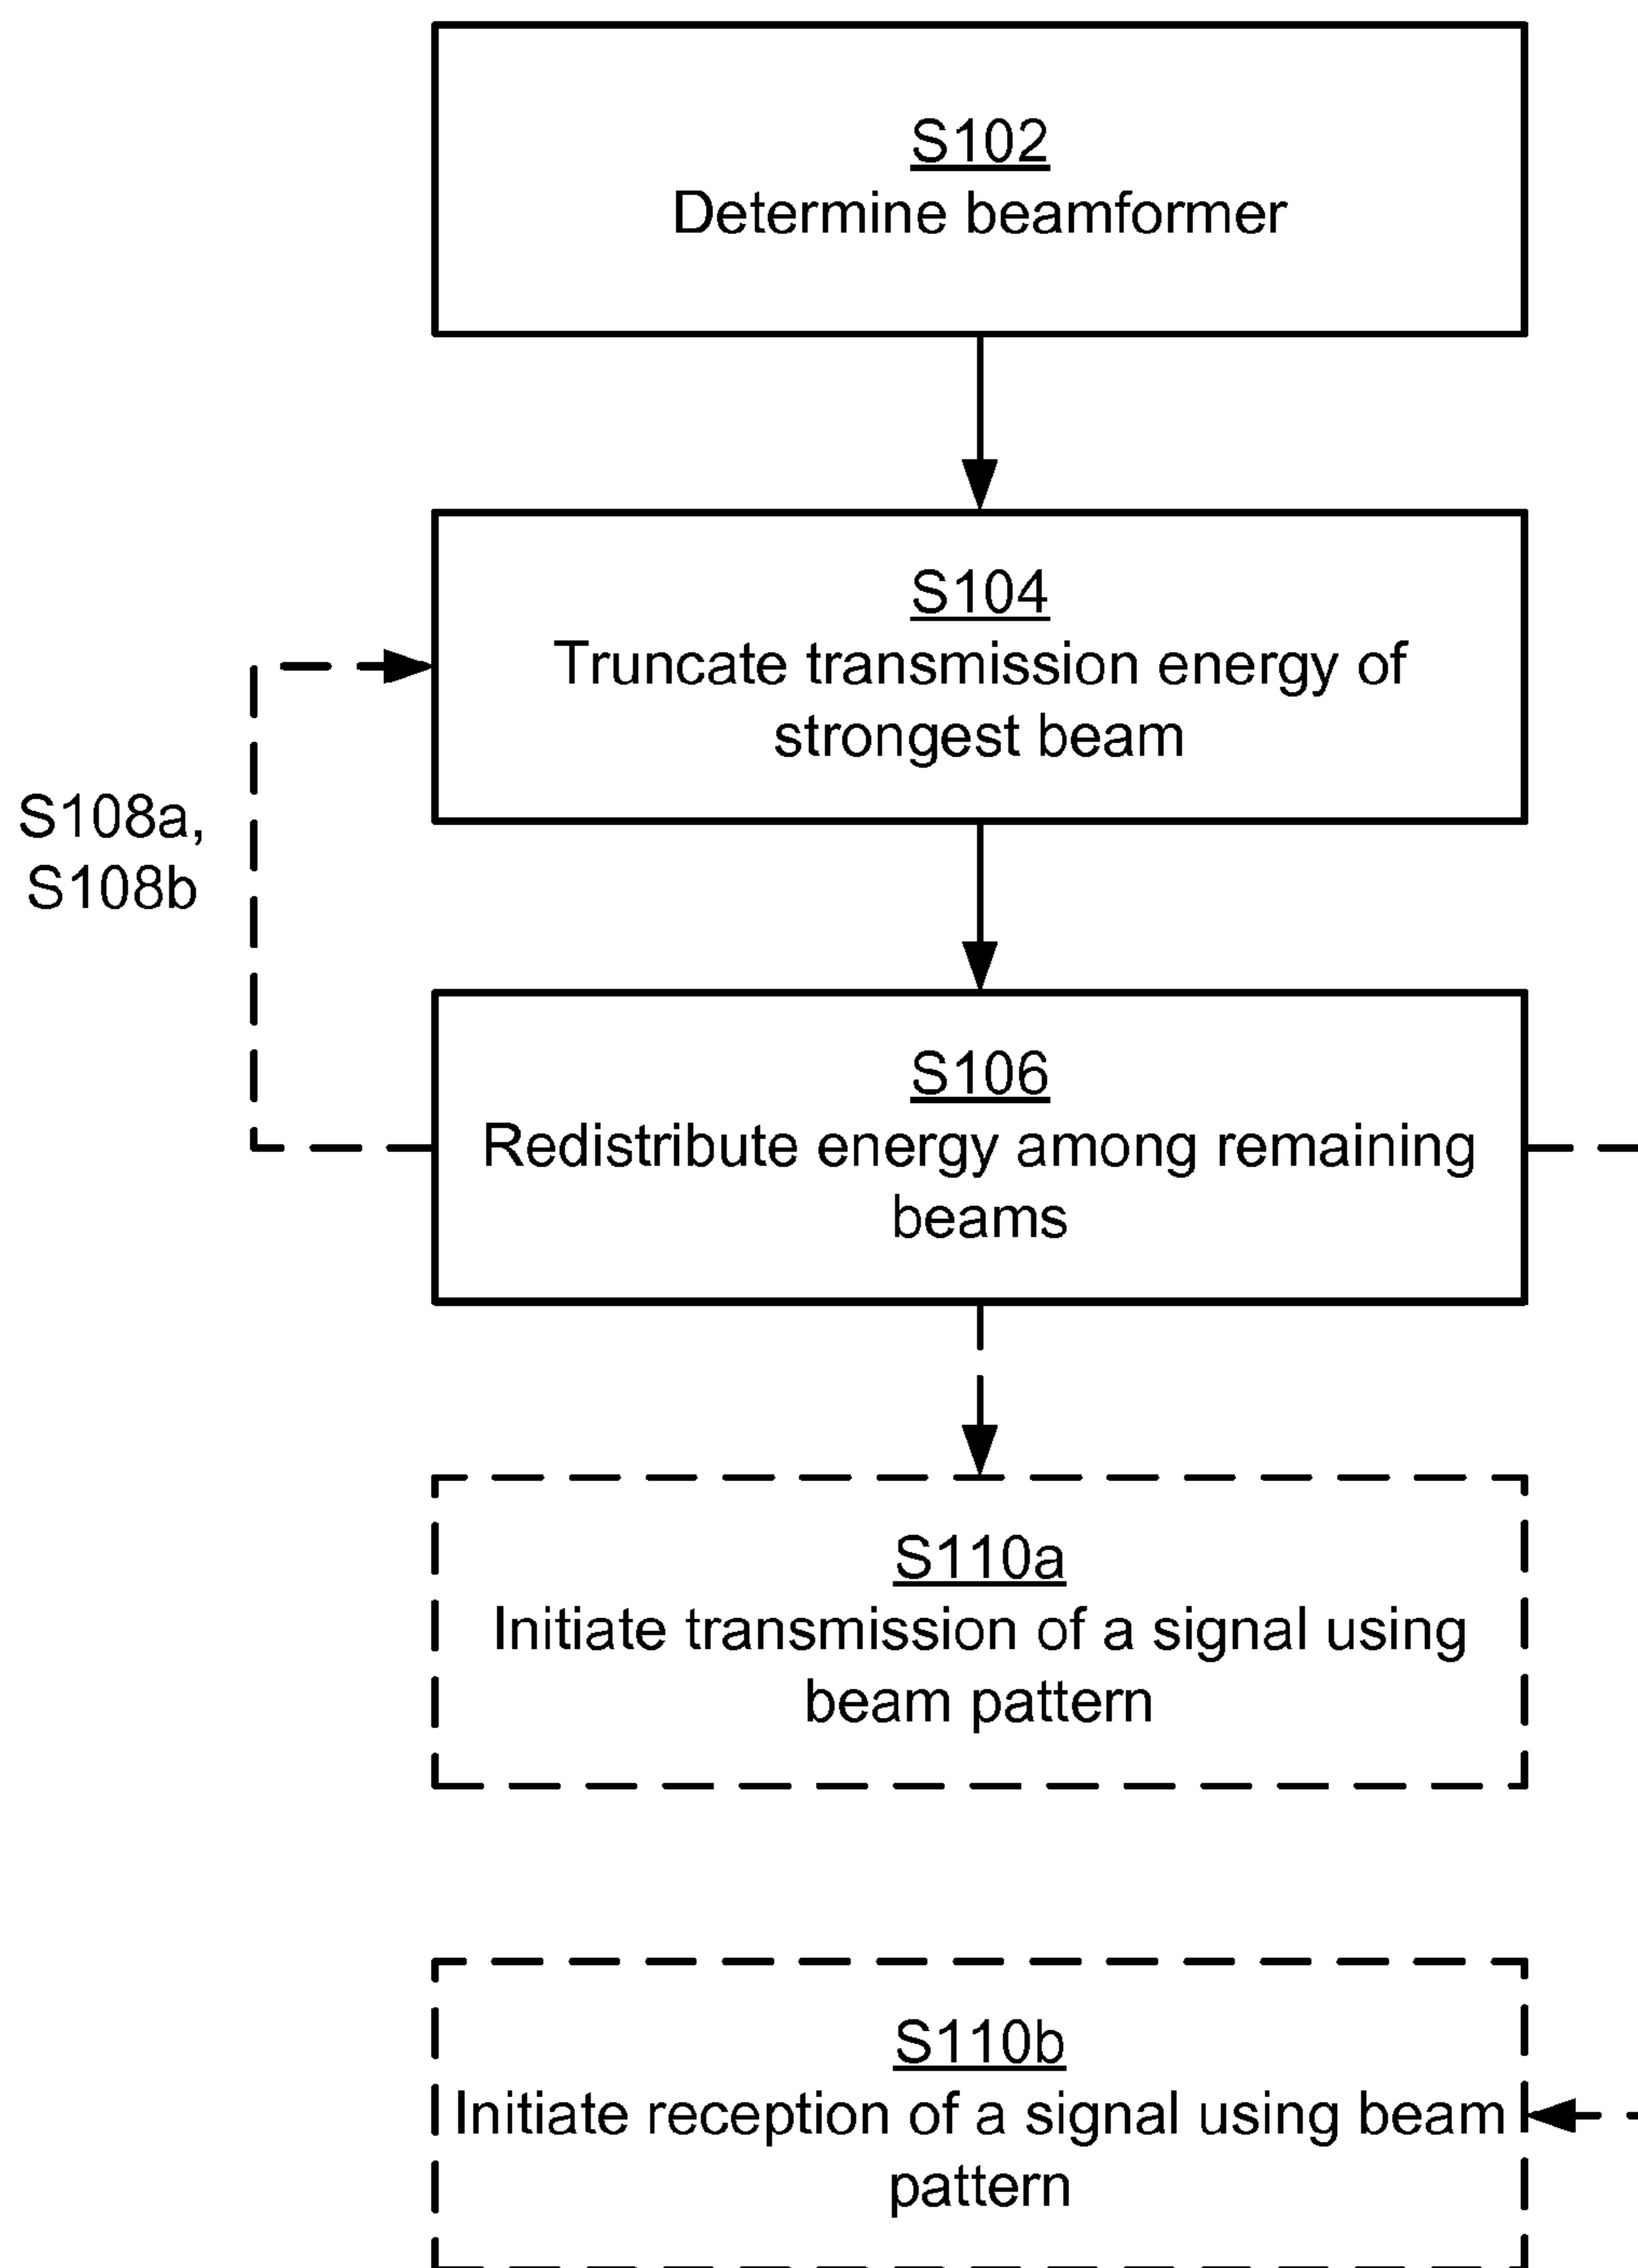 S102
Determine beamformer
S104
Truncate transmission energy of
strongest beam
S108a,
S108b
S106
Redistribute energy among remaining
beams
S110a
Initiate transmission of a signal using
beam pattern
S110b
Initiate reception of a signal using beam
pattern